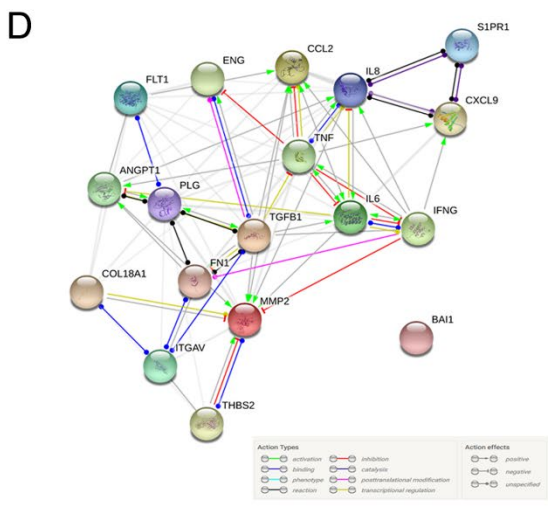 D
S1PR1
CCL2
ENG
IL8
FLT1
CXCL9
TNF
ANGPT1
PLG
IL6
IFNG
TGFB1
FN1
COL18A1
MMP2
BAI1
ITGAV
THBS2
Action Types
activation
inhibition
binding
catalysis
phenotype
posttranslational modification
reaction
transcriptional regulation
Action effects
positive
negative
unspecified